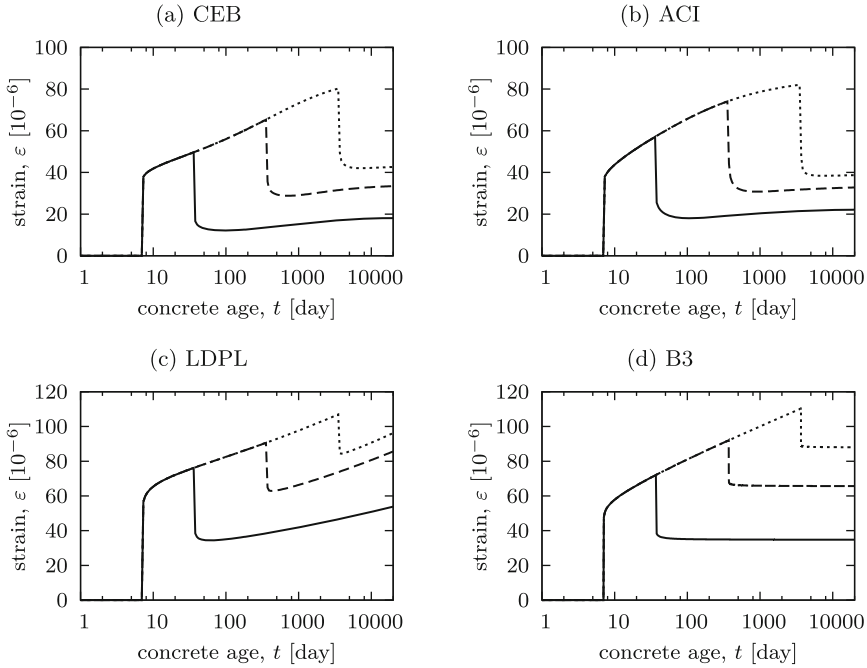 (a) CEB
100
80
60
40
20
0
strain, ε [10⁻⁶]
1 10 100 1000 10000
concrete age, t [day]
(b) ACI
100
80
60
40
20
0
strain, ε [10⁻⁶]
1 10 100 1000 10000
concrete age, t [day]
(c) LDPL
120
100
80
60
40
20
0
strain, ε [10⁻⁶]
1 10 100 1000 10000
concrete age, t [day]
(d) B3
120
100
80
60
40
20
0
strain, ε [10⁻⁶]
1 10 100 1000 10000
concrete age, t [day]